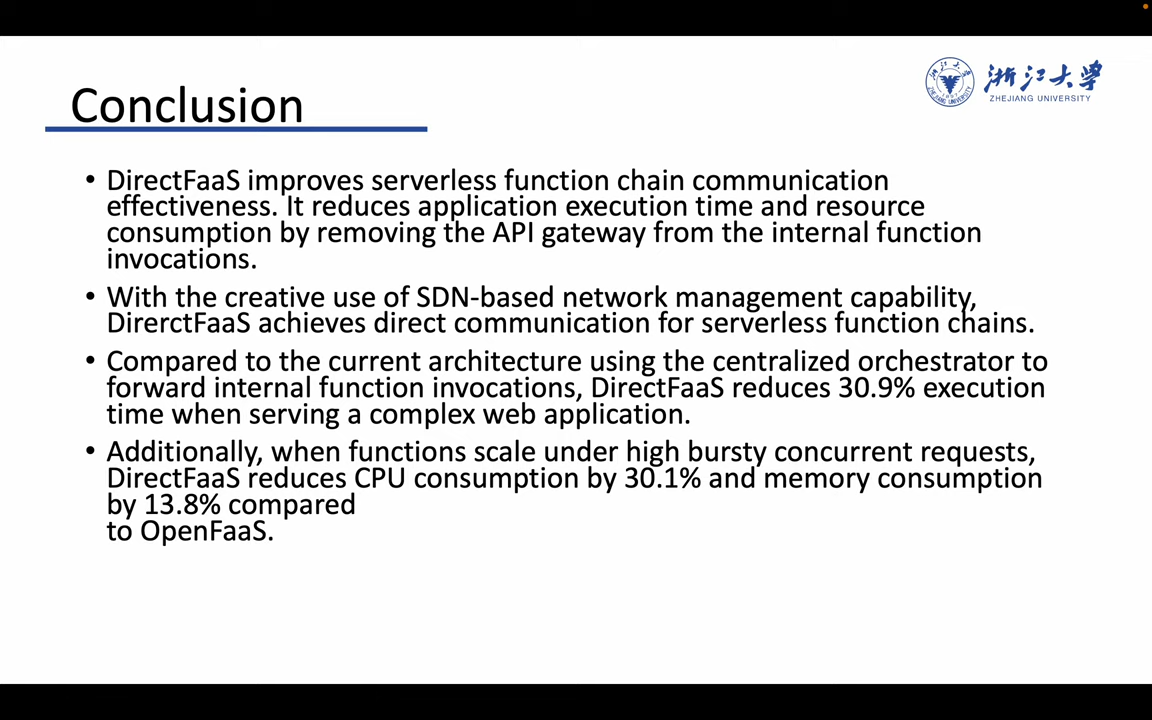 Conclusion
浙江大学
ZHEJIANG UNIVERSITY
• DirectFaaS improves serverless function chain communication
effectiveness. It reduces application execution time and resource
consumption by removing the API gateway from the internal function
invocations.
• With the creative use of SDN-based network management capability,
DirerctFaaS achieves direct communication for serverless function chains.
• Compared to the current architecture using the centralized orchestrator to
forward internal function invocations, DirectFaaS reduces 30.9% execution
time when serving a complex web application.
• Additionally, when functions scale under high bursty concurrent requests,
DirectFaaS reduces CPU consumption by 30.1% and memory consumption
by 13.8% compared
to OpenFaaS.